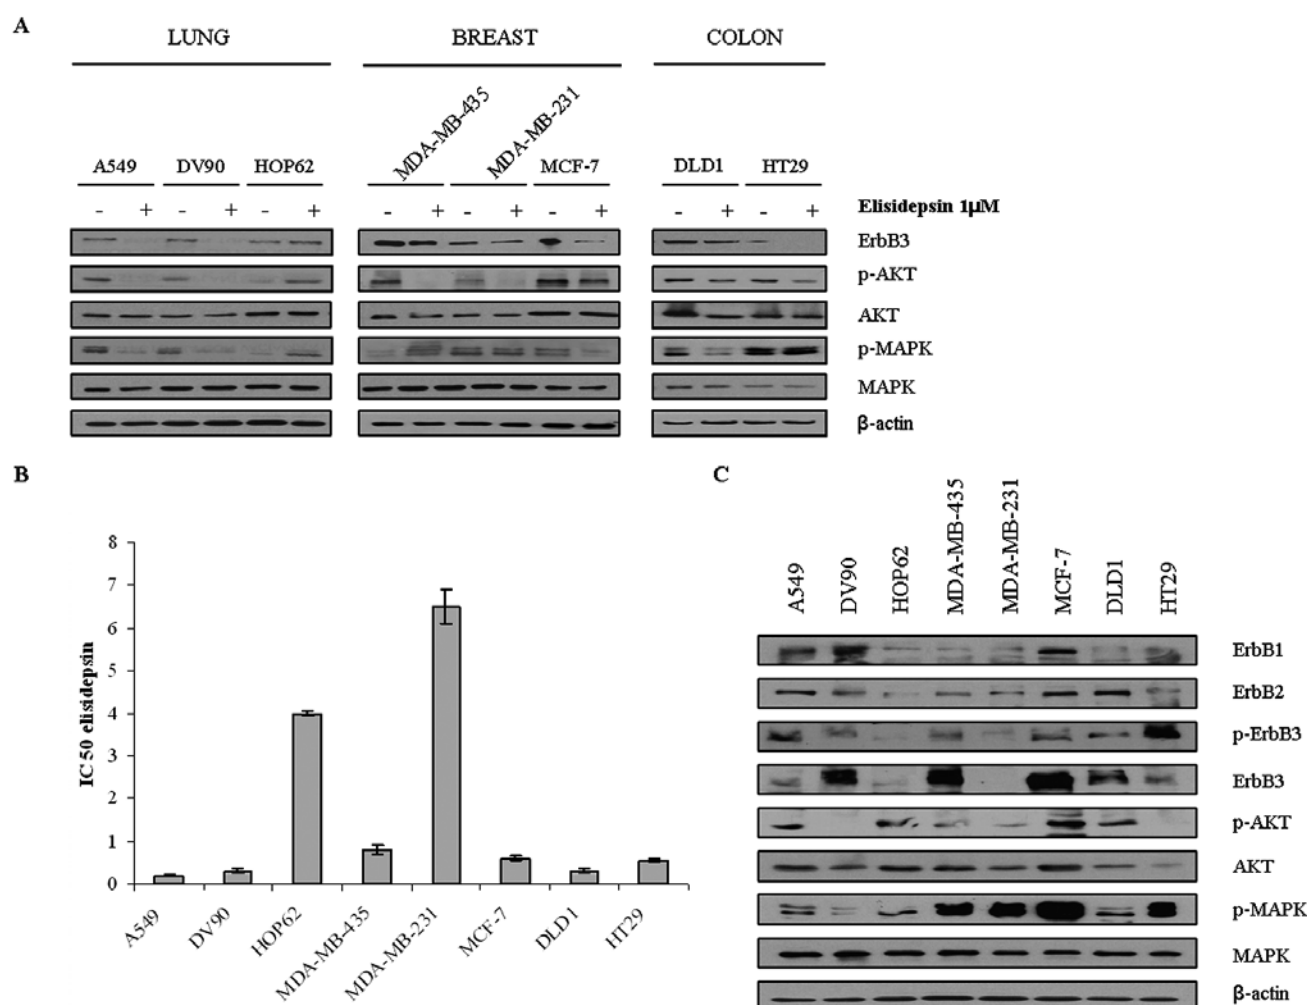 A
LUNG BREAST COLON
MDA-MB-435 MDA-MB-231
A549 DV90 HOP62 MCF-7 DLD1 HT29
- + - + - + - + - + - + - + - + Elisidepsin 1µM
ErbB3
p-AKT
AKT
p-MAPK
MAPK
β-actin
B
IC 50 elisidepsin
8
7
6
5
4
3
2
1
0
A549 DV90 HOP62 MDA-MB-435 MDA-MB-231 MCF-7 DLD1 HT29
C
A549 DV90 HOP62 MDA-MB-435 MDA-MB-231 MCF-7 DLD1 HT29
ErbB1
ErbB2
p-ErbB3
ErbB3
p-AKT
AKT
p-MAPK
MAPK
β-actin